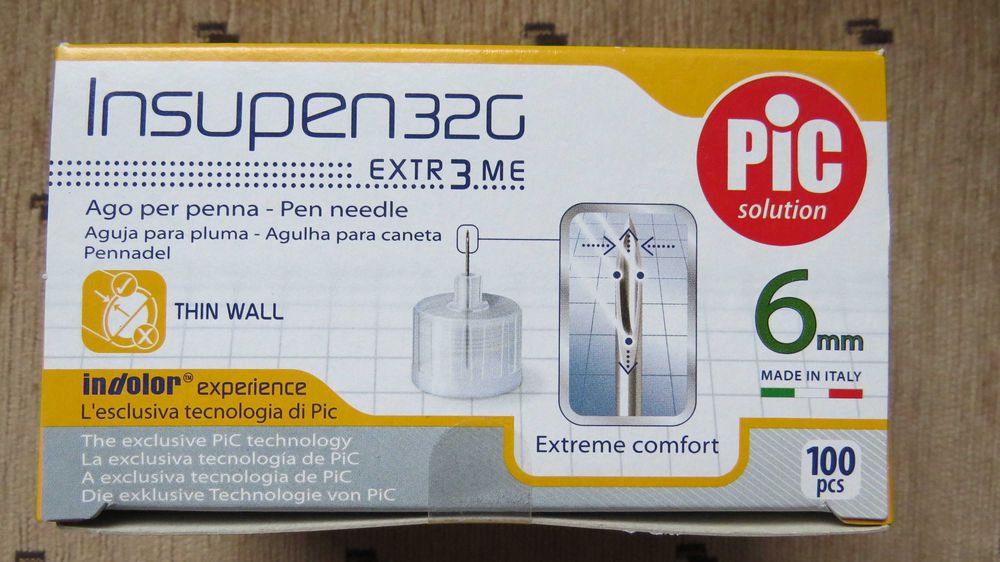 Insupen32G
EXTR3ME
Ago per penna - Pen needle
Aguja para pluma - Agulha para caneta
Pennadel
THIN WALL
indolor™ experience
L'esclusiva tecnologia di Pic
The exclusive PiC technology
La exclusiva tecnología de PiC
A exclusiva tecnologia de PiC
Die exklusive Technologie von PiC
Extreme comfort
PiC
solution
6mm
MADE IN ITALY
100
pcs